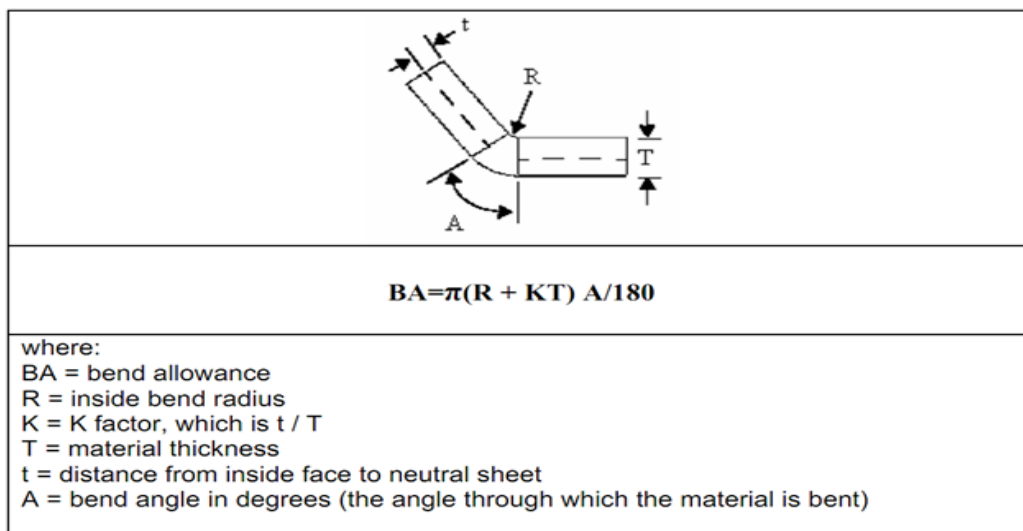 t
R
T
A
BA=π(R + KT) A/180
where:
BA = bend allowance
R = inside bend radius
K = K factor, which is t / T
T = material thickness
t = distance from inside face to neutral sheet
A = bend angle in degrees (the angle through which the material is bent)